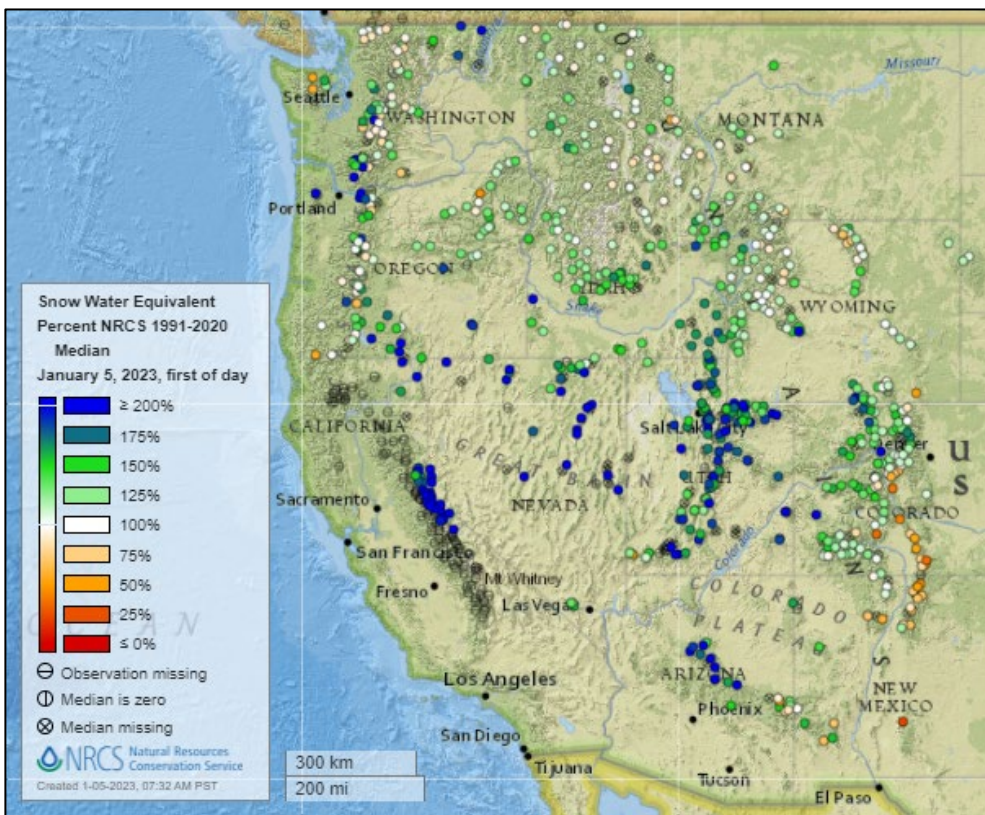 Missouri
Seattle
WASHINGTON
MONTANA
Portland
OREGON
IDAHO
Snake
WYOMING
Snow Water Equivalent
Percent NRCS 1991-2020
Median
January 5, 2023, first of day
≥ 200%
175%
150%
125%
100%
75%
50%
25%
≤ 0%
Observation missing
Median is zero
Median missing
NRCS Natural Resources
Conservation Service
Created 1-05-2023, 07:32 AM PST
CALIFORNIA
Salt Lake City
Denver
US
GREAT BASIN
NEVADA
UTAH
COLORADO
Sacramento
San Francisco
Colorado
Mt Whitney
Fresno
Las Vegas
COLORADO
PLATEAU
OCEAN
Los Angeles
ARIZONA
Phoenix
NEW
MEXICO
San Diego
Tijuana
Tucson
El Paso
300 km
200 mi